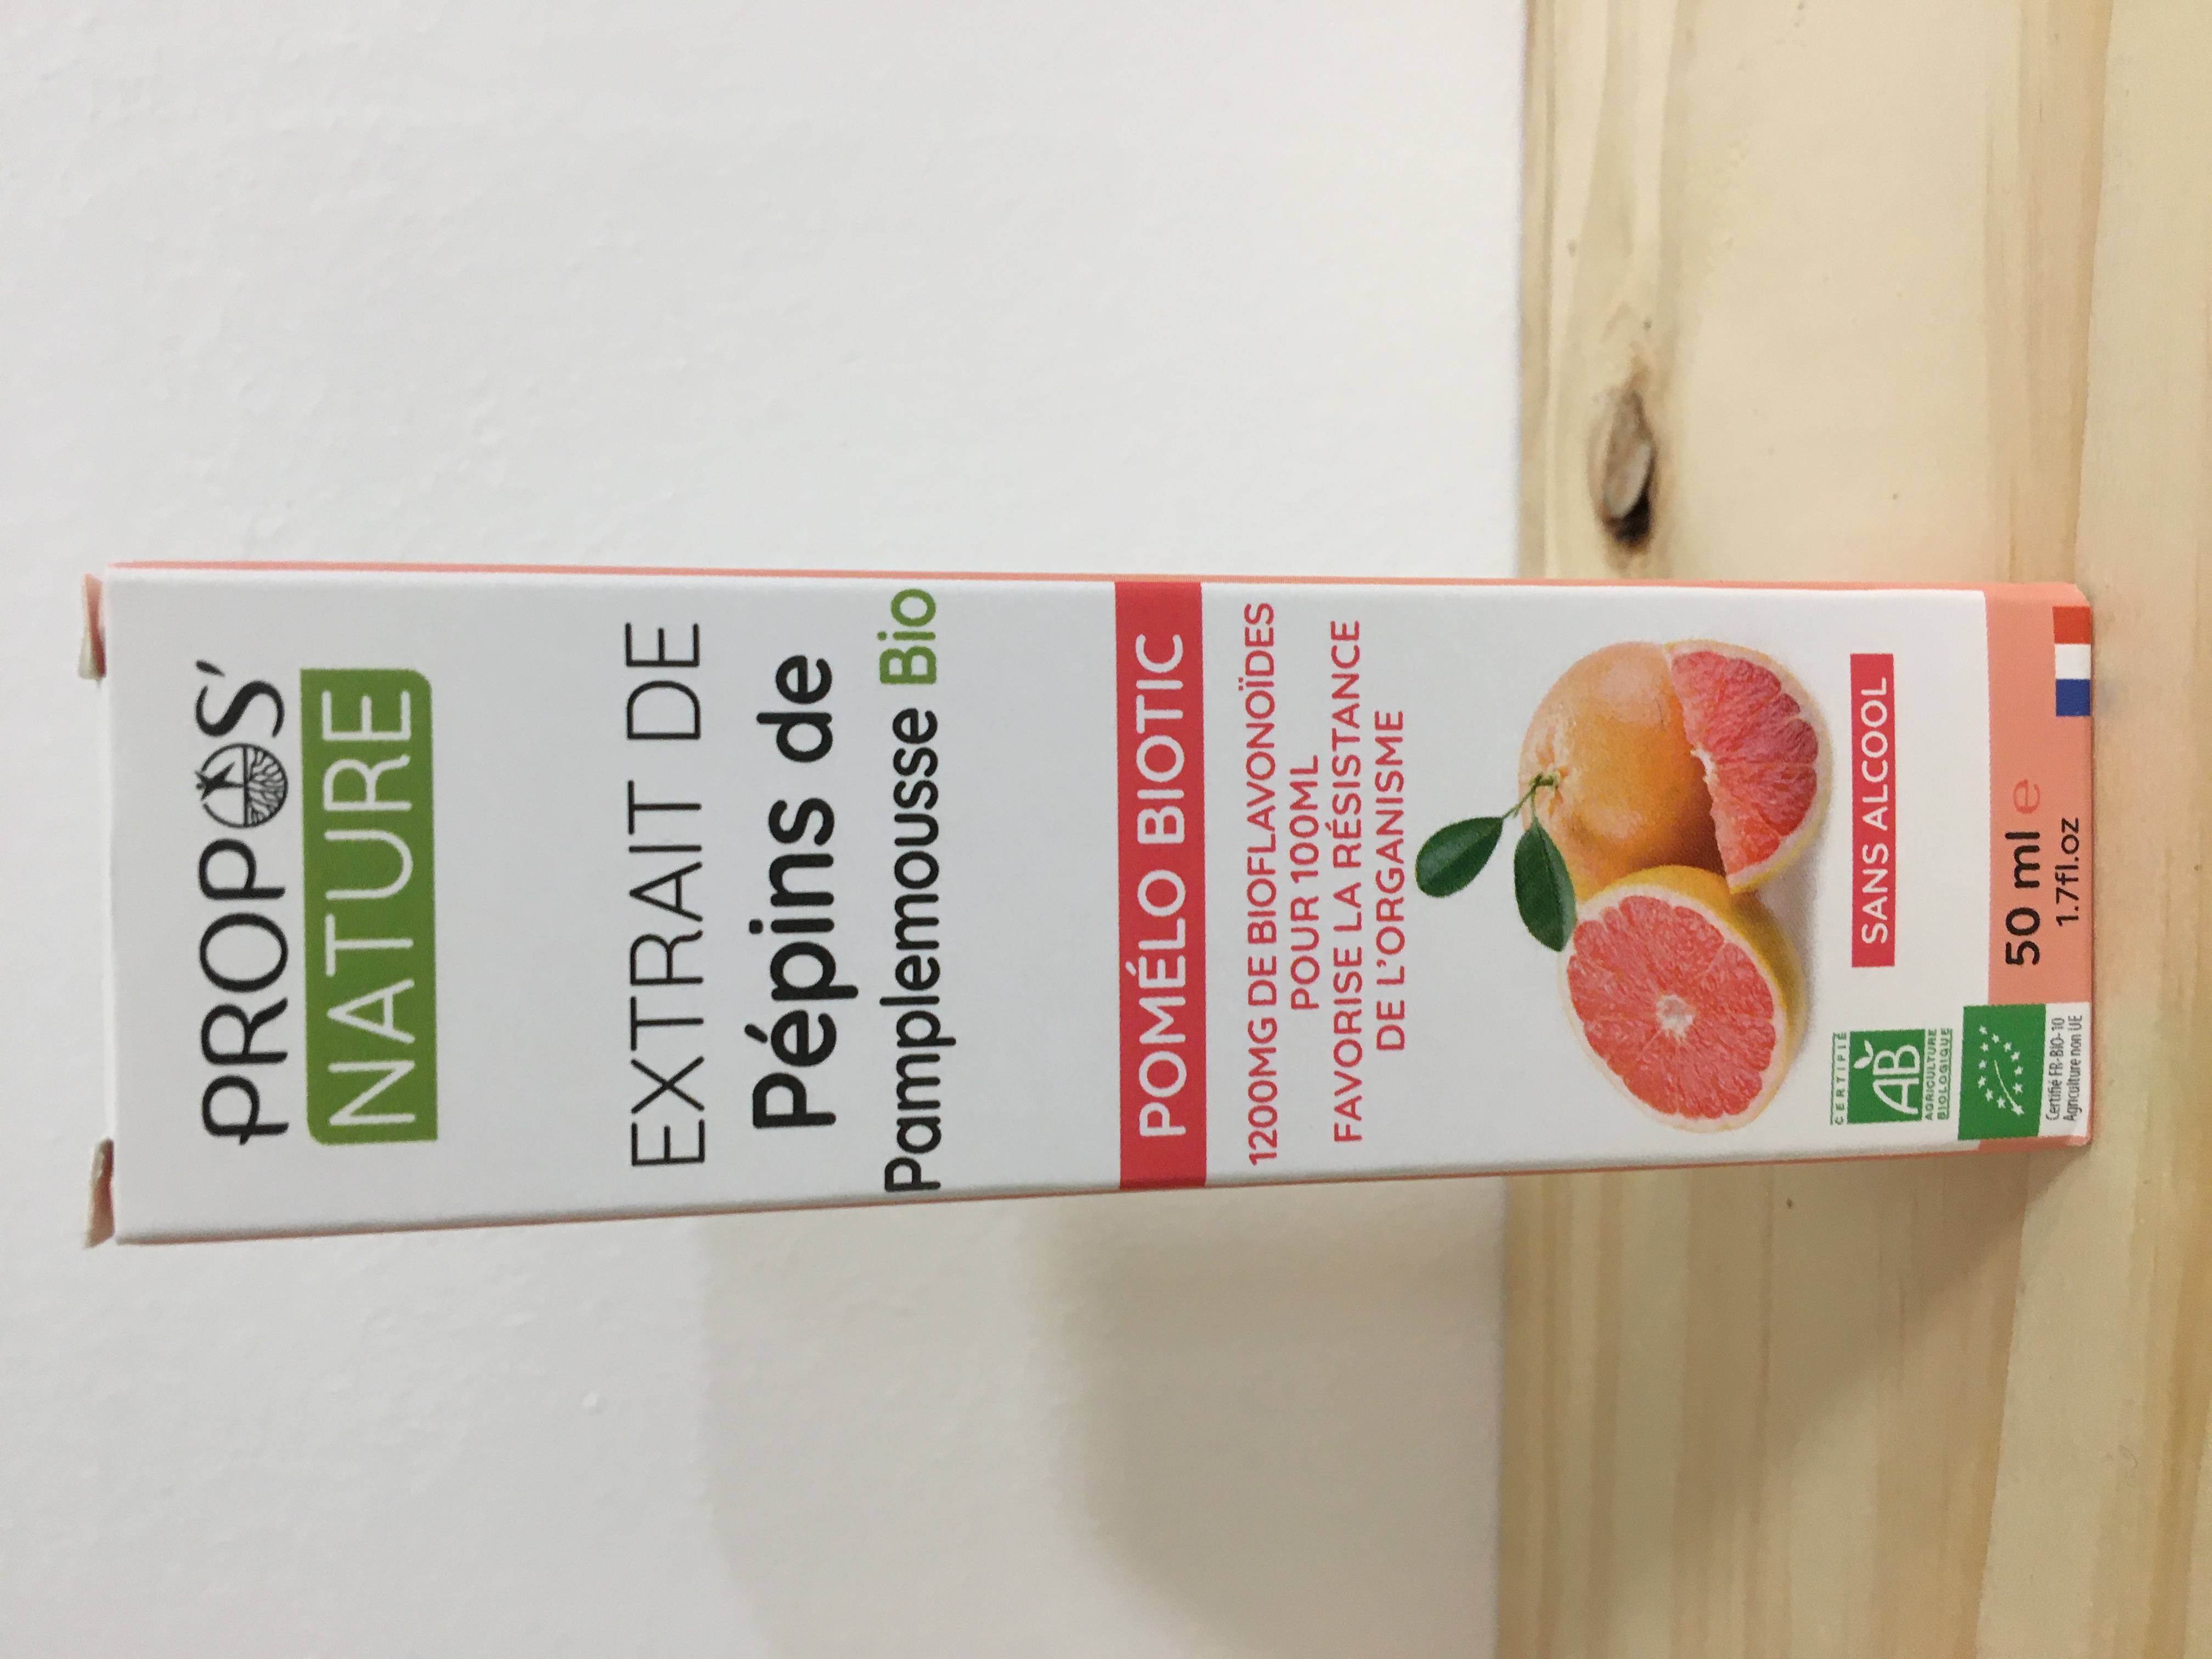 PROPOS'
NATURE
EXTRAIT DE
Pépins de
Pamplemousse Bio
POMÉLO BIOTIC
1200MG DE BIOFLAVONOÏDES
POUR 100ML
FAVORISE LA RÉSISTANCE
DE L'ORGANISME
SANS ALCOOL
CERTIFIÉ
AB
AGRICULTURE
BIOLOGIQUE
50 ml e
1.7fl.oz
Certifié FR-BIO-10
Agriculture non UE